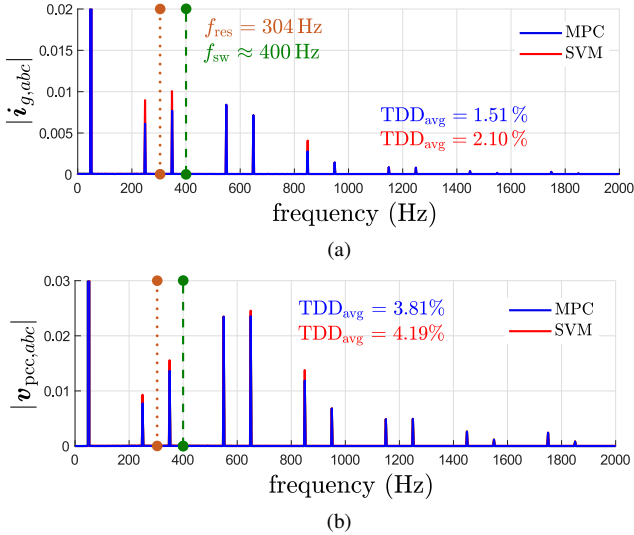 0.02
0.015
0.01
0.005
0
|i_{g,abc}|
f_res = 304 Hz
f_sw ≈ 400 Hz
MPC
SVM
TDD_avg = 1.51 %
TDD_avg = 2.10 %
0 200 400 600 800 1000 1200 1400 1600 1800 2000
frequency (Hz)
(a)
0.03
0.02
0.01
0
|v_{pcc,abc}|
TDD_avg = 3.81%
TDD_avg = 4.19%
MPC
SVM
0 200 400 600 800 1000 1200 1400 1600 1800 2000
frequency (Hz)
(b)